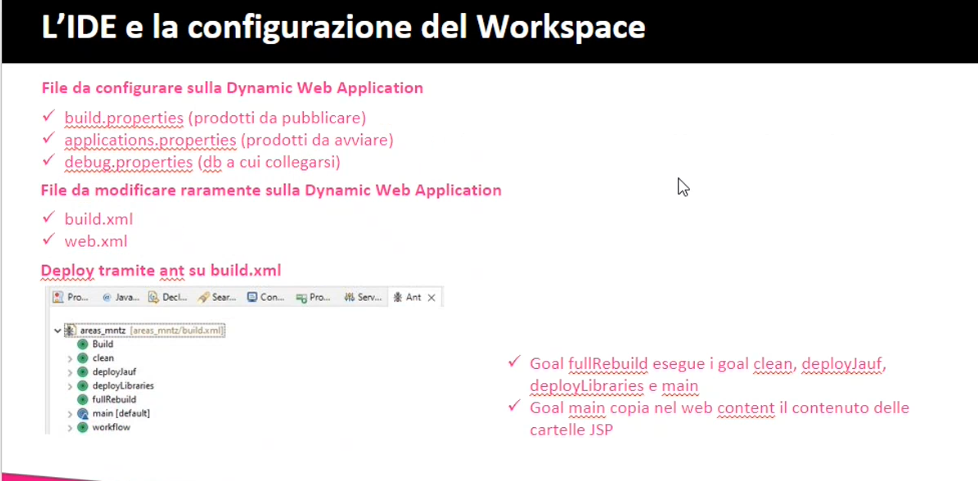 L'IDE e la configurazione del Workspace
File da configurare sulla Dynamic Web Application
build.properties (prodotti da pubblicare)
applications.properties (prodotti da avviare)
debug.properties (db a cui collegarsi)
File da modificare raramente sulla Dynamic Web Application
build.xml
web.xml
Deploy tramite ant su build.xml
Pro... Java... Decl... Sear... Con... Pro... Serv... Ant
areas_mntz [areas_mntz/build.xml]
Build
clean
deployJauf
deployLibraries
fullRebuild
main [default]
workflow
Goal fullRebuild esegue i goal clean, deployJauf,
deployLibraries e main
Goal main copia nel web content il contenuto delle
cartelle JSP